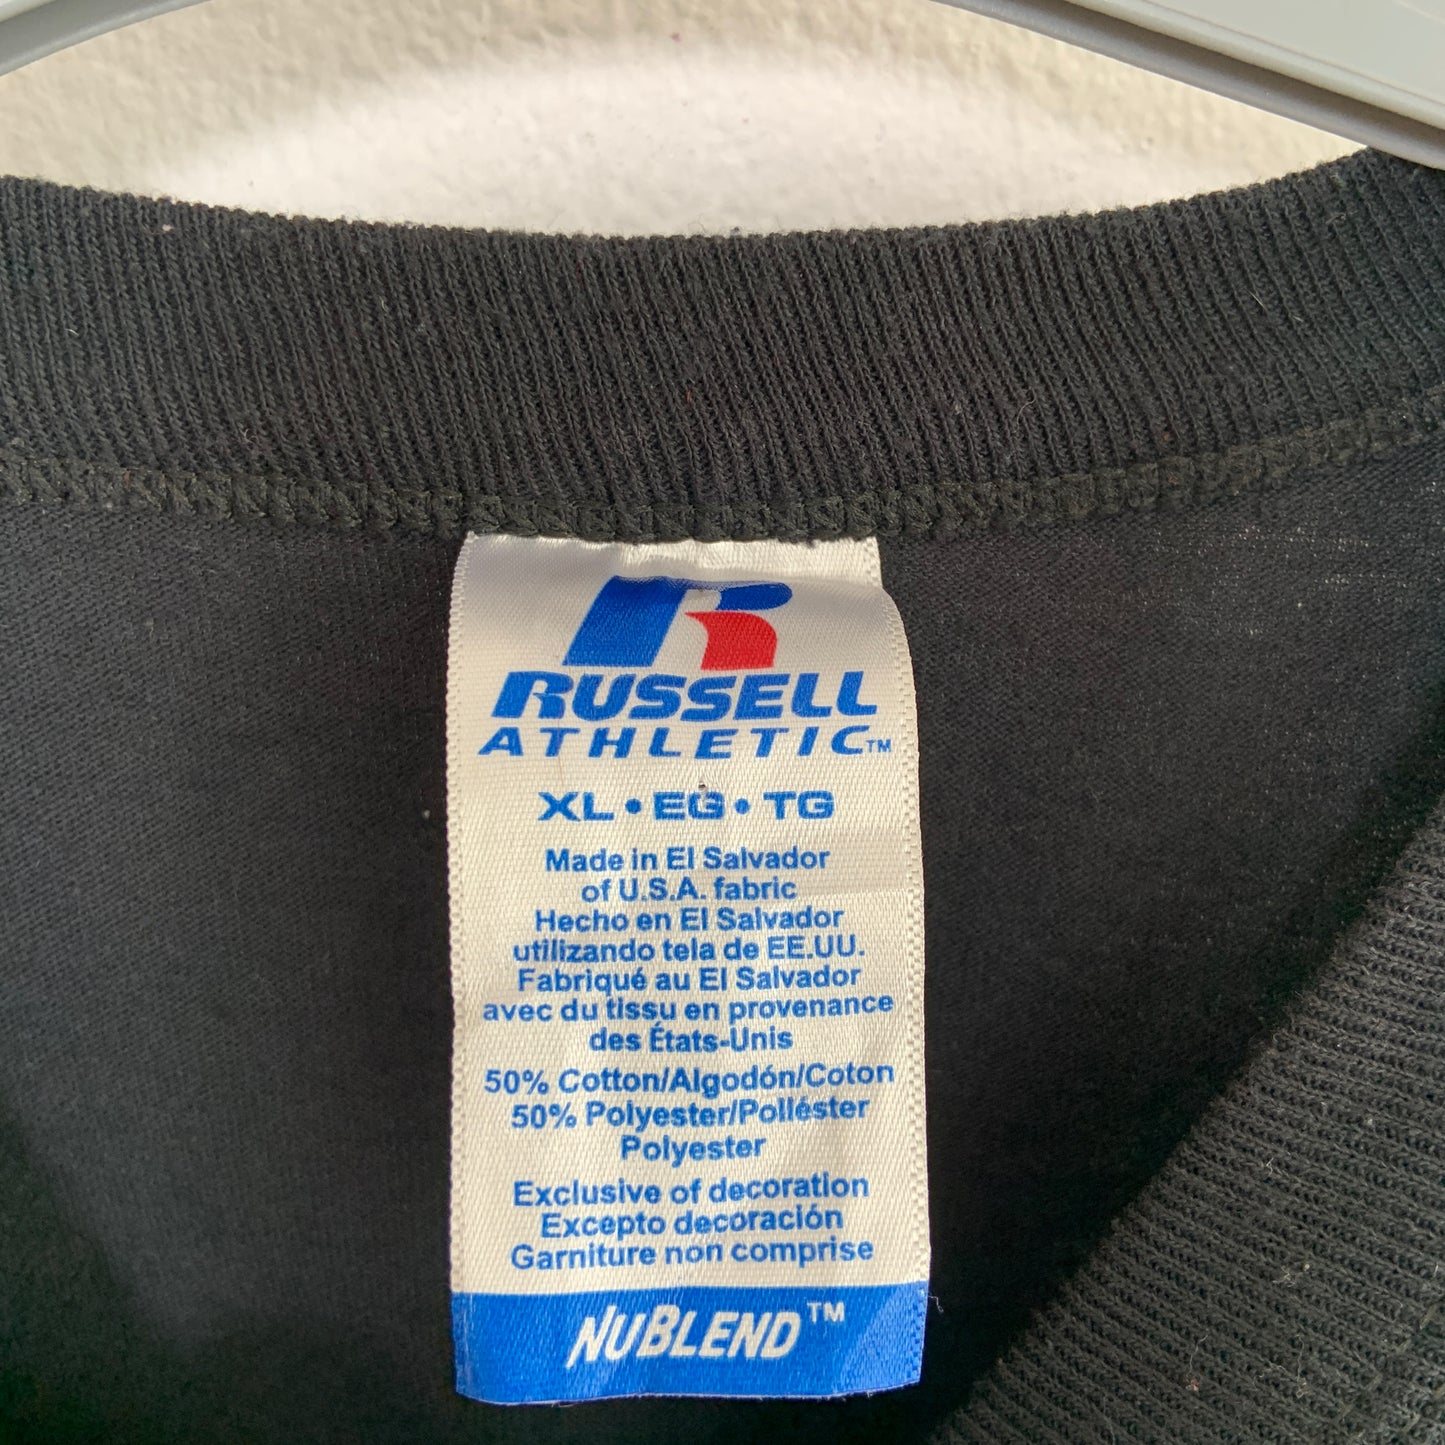 R
RUSSELL
ATHLETIC™
XL • EG • TG
Made in El Salvador
of U.S.A. fabric
Hecho en El Salvador
utilizando tela de EE.UU.
Fabriqué au El Salvador
avec du tissu en provenance
des États-Unis
50% Cotton/Algodón/Coton
50% Polyester/Poliéster
Polyester
Exclusive of decoration
Excepto decoración
Garniture non comprise
NUBLEND™